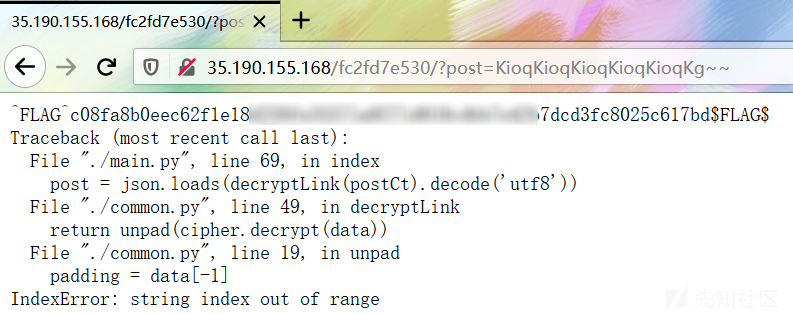 35.190.155.168/fc2fd7e530/?pos
35.190.155.168/fc2fd7e530/?post=KioqKioqKioqKioqKioqKg~~
^FLAG^c08fa8b0eec62f1e18 7dcd3fc8025c617bd$FLAG$
Traceback (most recent call last):
File "./main.py", line 69, in index
post = json.loads(decryptLink(postCt).decode('utf8'))
File "./common.py", line 49, in decryptLink
return unpad(cipher.decrypt(data))
File "./common.py", line 19, in unpad
padding = data[-1]
IndexError: string index out of range
先知社区